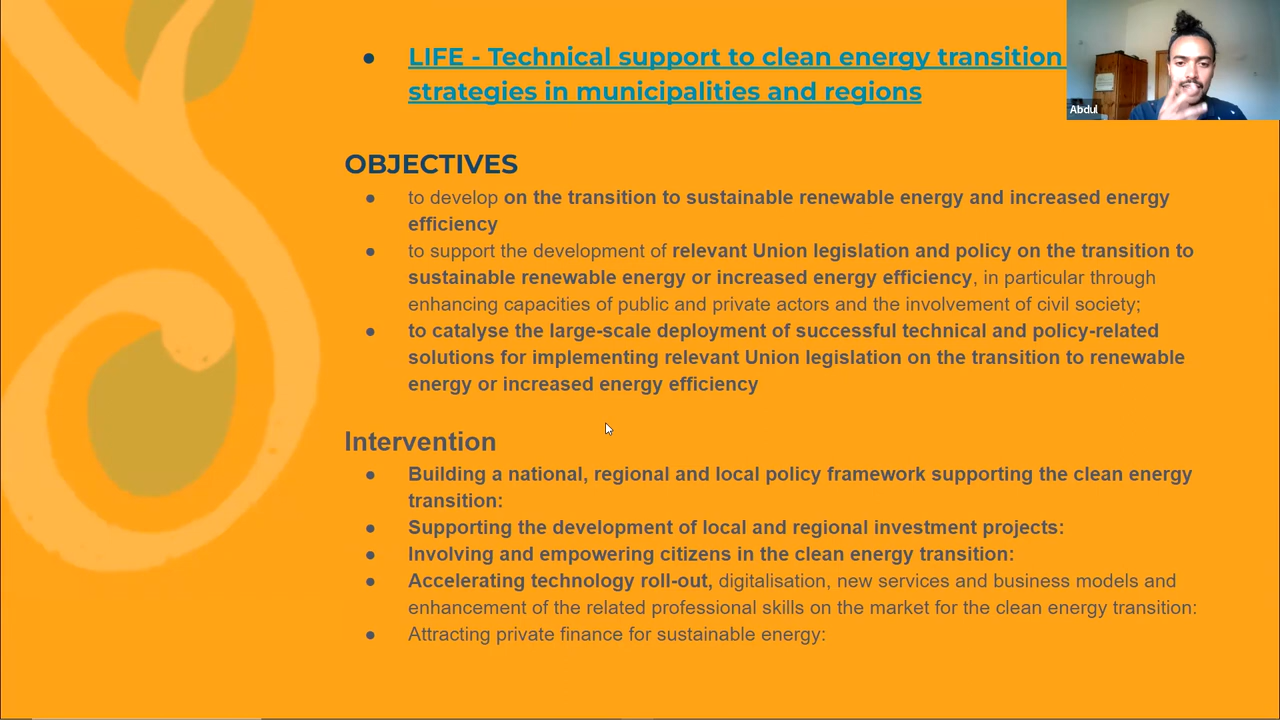 ● LIFE - Technical support to clean energy transition
strategies in municipalities and regions
Abdul
OBJECTIVES
● to develop on the transition to sustainable renewable energy and increased energy
efficiency
● to support the development of relevant Union legislation and policy on the transition to
sustainable renewable energy or increased energy efficiency, in particular through
enhancing capacities of public and private actors and the involvement of civil society;
● to catalyse the large-scale deployment of successful technical and policy-related
solutions for implementing relevant Union legislation on the transition to renewable
energy or increased energy efficiency
Intervention
● Building a national, regional and local policy framework supporting the clean energy
transition:
● Supporting the development of local and regional investment projects:
● Involving and empowering citizens in the clean energy transition:
● Accelerating technology roll-out, digitalisation, new services and business models and
enhancement of the related professional skills on the market for the clean energy transition:
● Attracting private finance for sustainable energy: